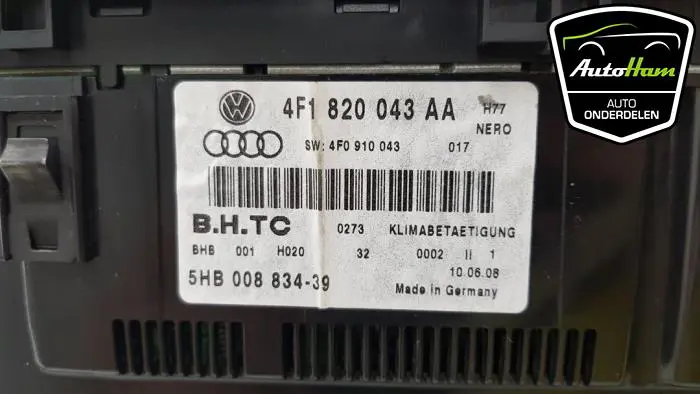 AutoHam
AUTO
ONDERDELEN
4F1 820 043 AA H77
NERO
SW: 4F0 910 043 017
B.H.TC 0273 KLIMABETAETIGUNG
BHB 001 H020 32 0002 II 1
10.06.08
5HB 008 834-39 Made in Germany